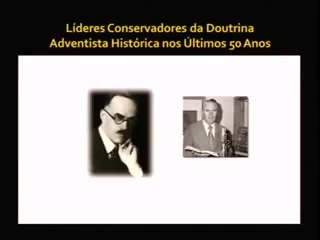 Líderes Conservadores da Doutrina
Adventista Histórica nos Últimos 50 Anos